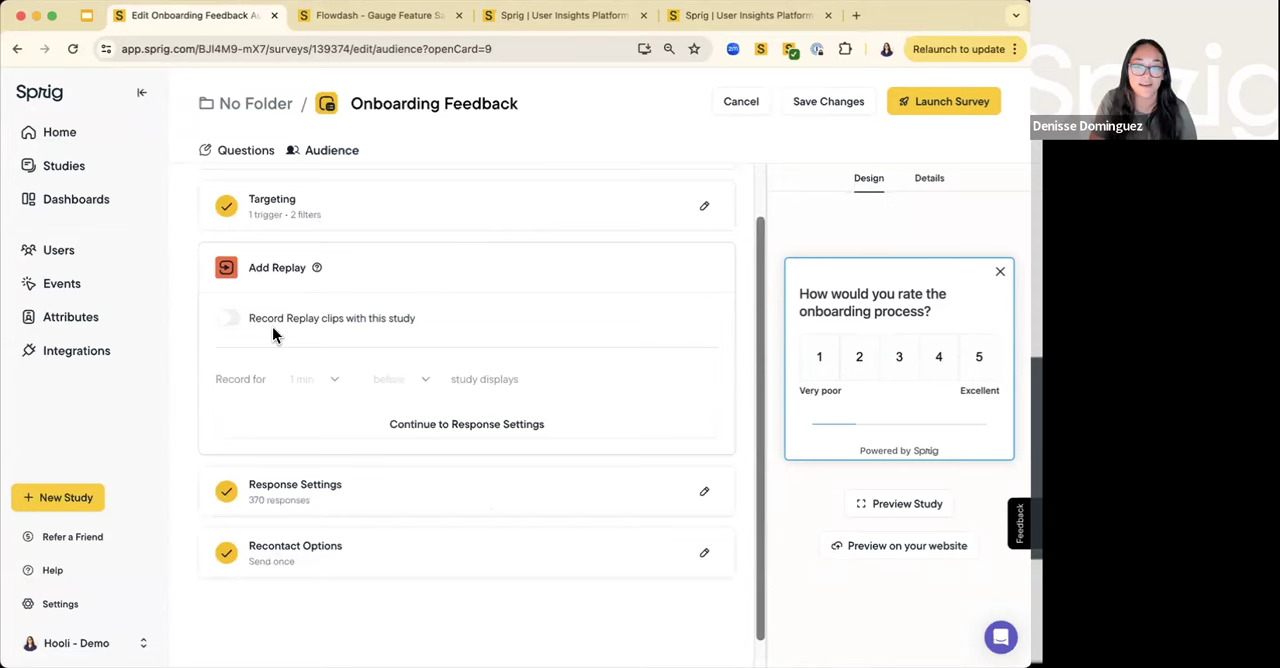 Edit Onboarding Feedback A
Flowdash - Gauge Feature Sa
Sprig | User Insights Platform
Sprig | User Insights Platform
app.sprig.com/BJI4M9-mX7/surveys/139374/edit/audience?openCard=9
zm
S
Relaunch to update
Sprig
No Folder / Onboarding Feedback
Cancel
Save Changes
Launch Survey
Denisse Dominguez
Home
Studies
Dashboards
Users
Events
Attributes
Integrations
New Study
Refer a Friend
Help
Settings
Hooli - Demo
Questions
Audience
Targeting
1 trigger • 2 filters
Add Replay
Record Replay clips with this study
Record for 1 min before study displays
Continue to Response Settings
Response Settings
370 responses
Recontact Options
Send once
Design
Details
How would you rate the
onboarding process?
1 2 3 4 5
Very poor Excellent
Powered by Sprig
Preview Study
Preview on your website
Feedback